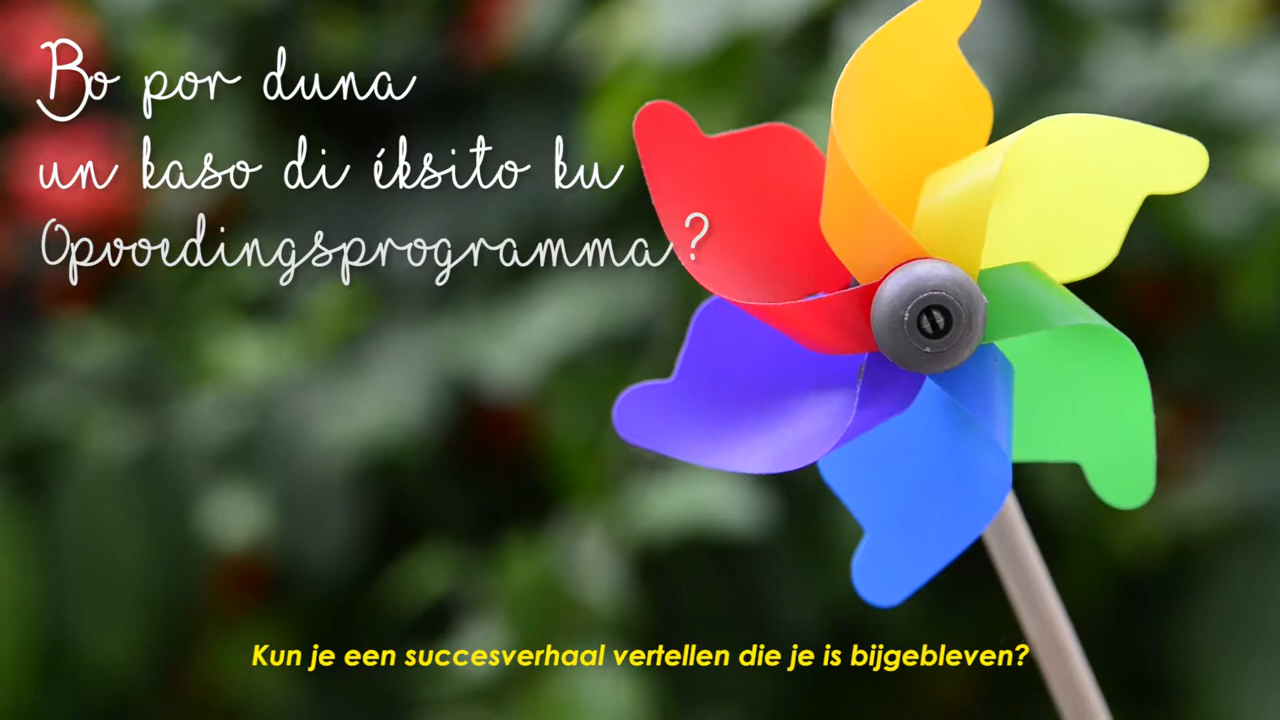 Bo por duna
un kaso di éksito ku
Opvoedingsprogramma?
Kun je een succesverhaal vertellen die je is bijgebleven?